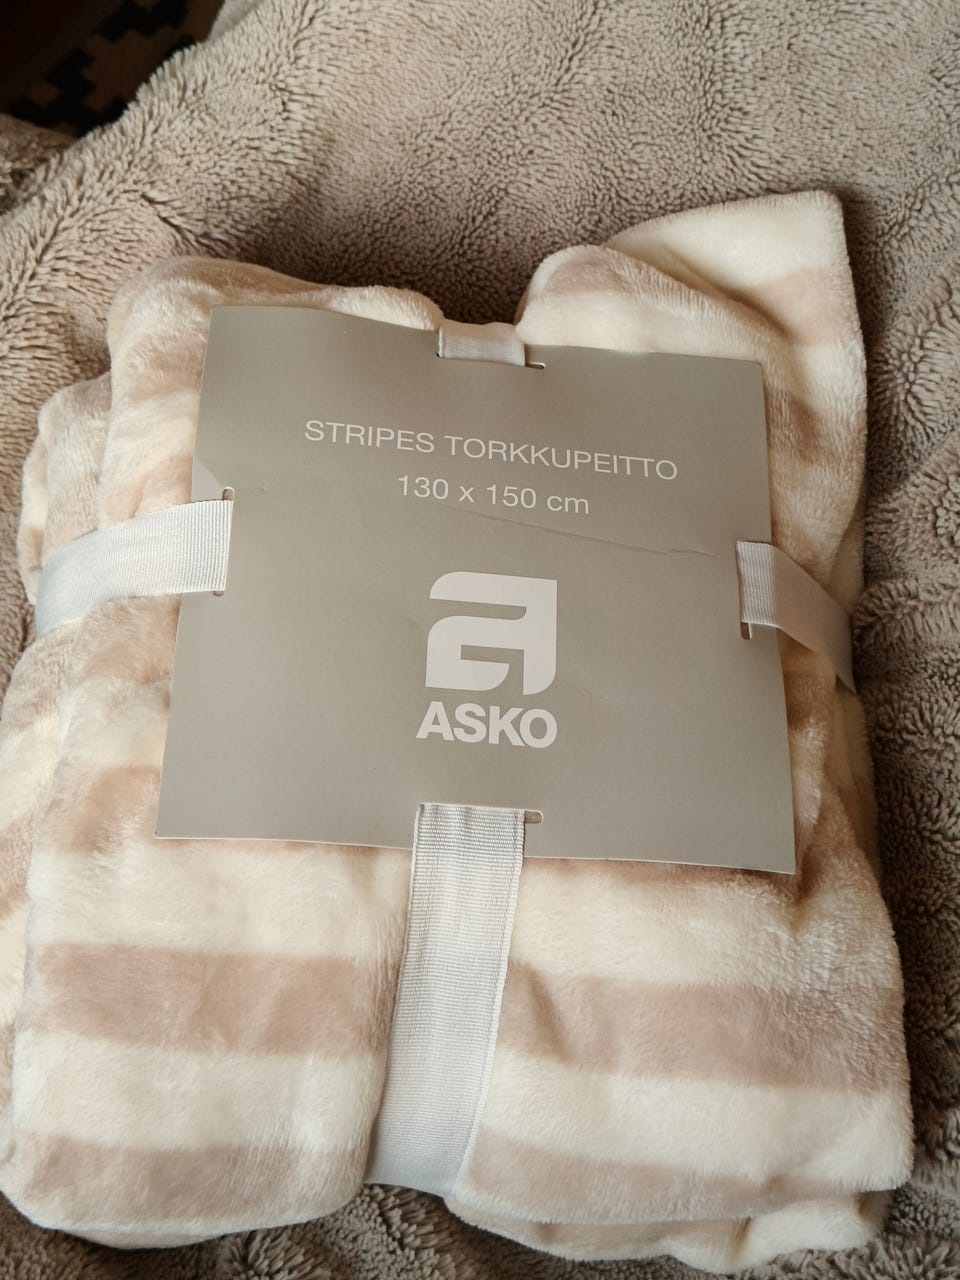 STRIPES TORKKUPEITTO
130 x 150 cm
ASKO